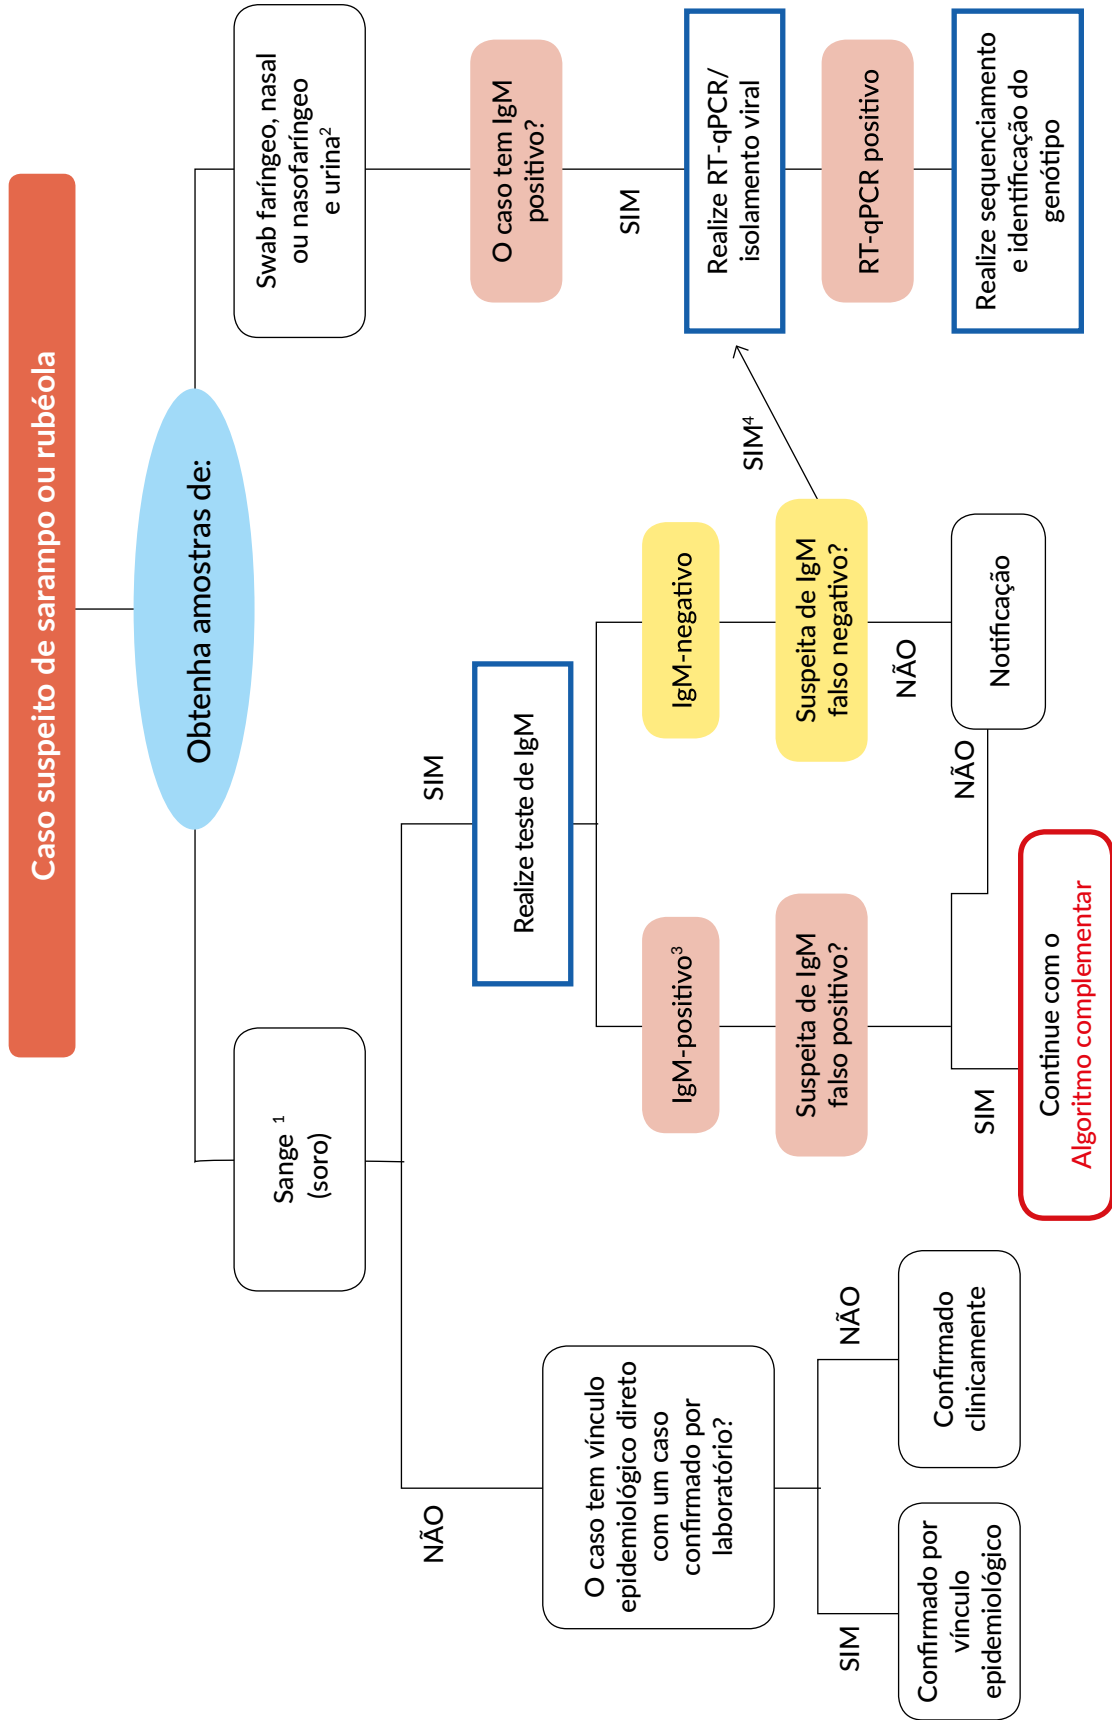 Caso suspeito de sarampo ou rubéola
Obtenha amostras de:
Sange ¹
(soro)
Swab faríngeo, nasal
ou nasofaríngeo
e urina²
NÃO
SIM
O caso tem vínculo
epidemiológico direto
com um caso
confirmado por
laboratório?
SIM
NÃO
Confirmado por
vínculo
epidemiológico
Confirmado
clinicamente
Realize teste de IgM
IgM-positivo³
Suspeita de IgM
falso positivo?
SIM
NÃO
Continue com o
Algoritmo complementar
IgM-negativo
Suspeita de IgM
falso negativo?
NÃO
SIM⁴
Notificação
O caso tem IgM
positivo?
SIM
Realize RT-qPCR/
isolamento viral
RT-qPCR positivo
Realize sequenciamento
e identificação do
genótipo